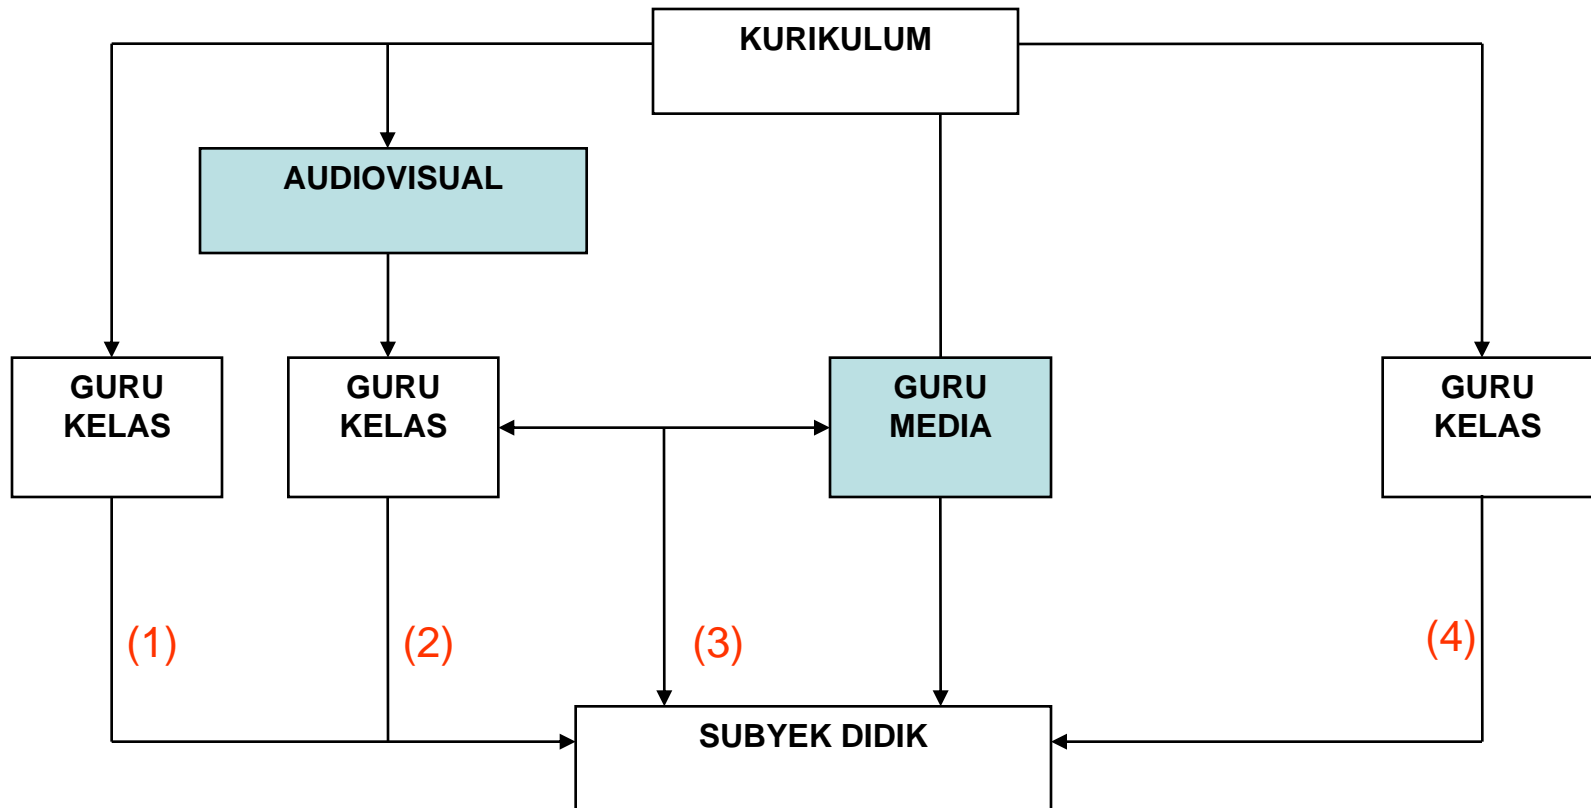 KURIKULUM
AUDIOVISUAL
GURU
KELAS
GURU
KELAS
GURU
MEDIA
GURU
KELAS
(1)
(2)
(3)
(4)
SUBYEK DIDIK